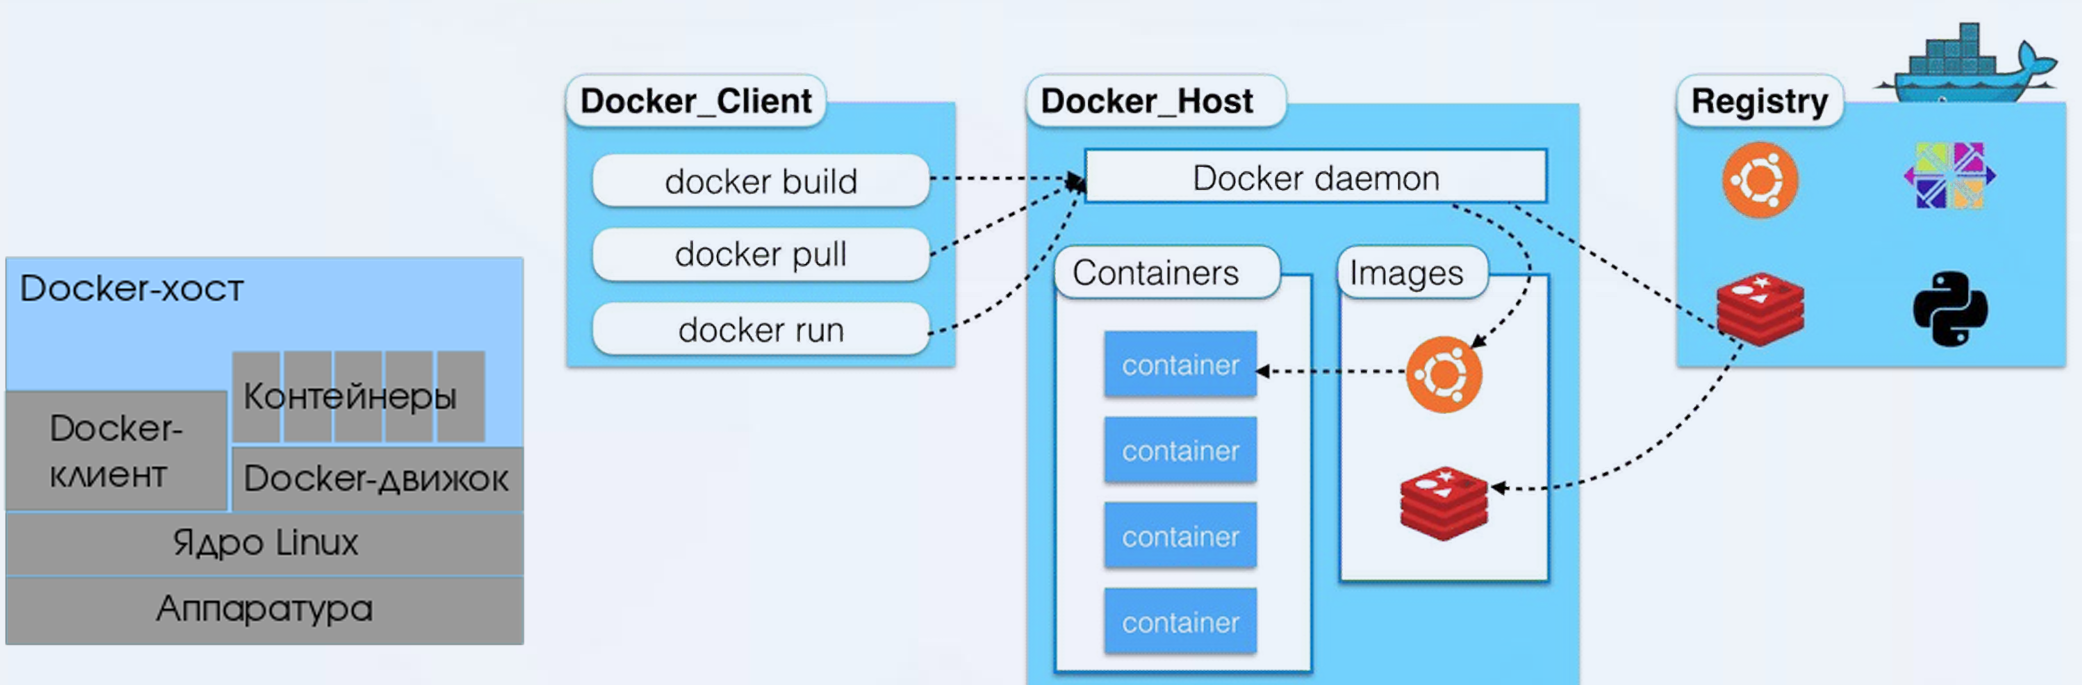 Docker-хост
Контейнеры
Docker-
клиент
Docker-движок
Ядро Linux
Аппаратура
Docker_Client
docker build
docker pull
docker run
Docker_Host
Docker daemon
Containers
container
container
container
container
Images
Registry